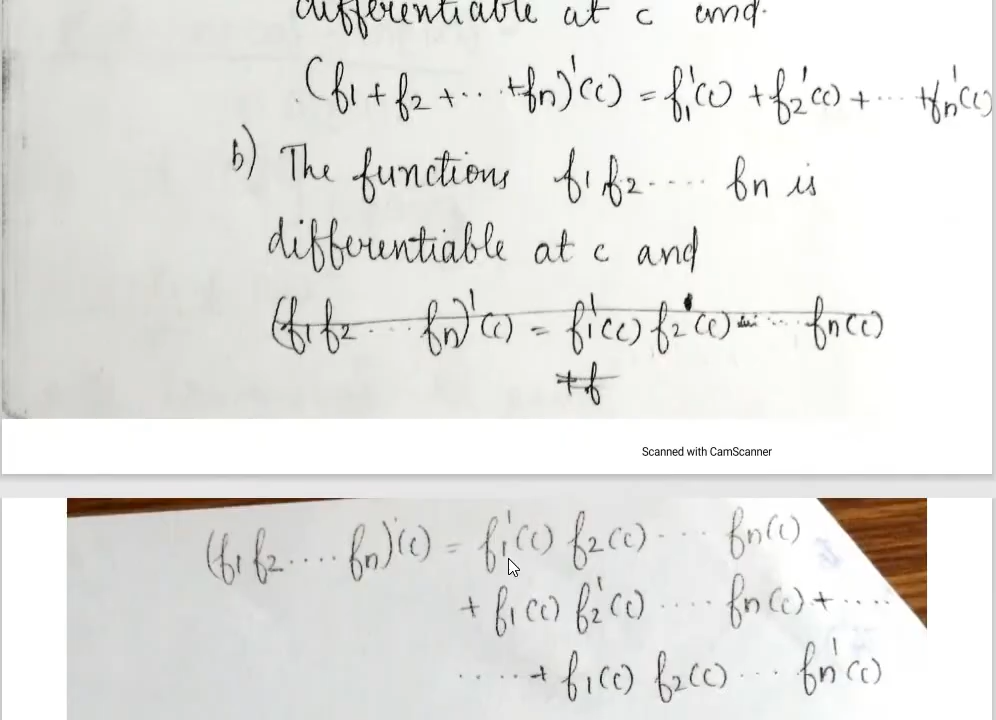 differentiable at c and
(f1 + f2 + ... + fn)'(c) = f1'(c) + f2'(c) + ... + fn'(c)
b) The functions f1 f2 .... fn is
differentiable at c and
(f1 f2 ... fn)'(c) = f1'(c) f2'(c) ... fn(c)
+ f
Scanned with CamScanner
(f1 f2 .... fn)'(c) = f1'(c) f2(c) ... fn(c)
+ f1(c) f2'(c) .... fn(c) + ....
..... + f1(c) f2(c) ... fn'(c)